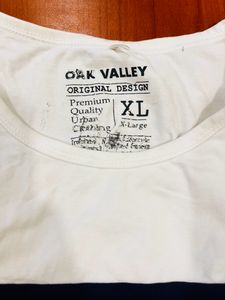 OAK VALLEY
ORIGINAL DESIGN
Premium
Quality
Urban
Clothing
XL
X-Large